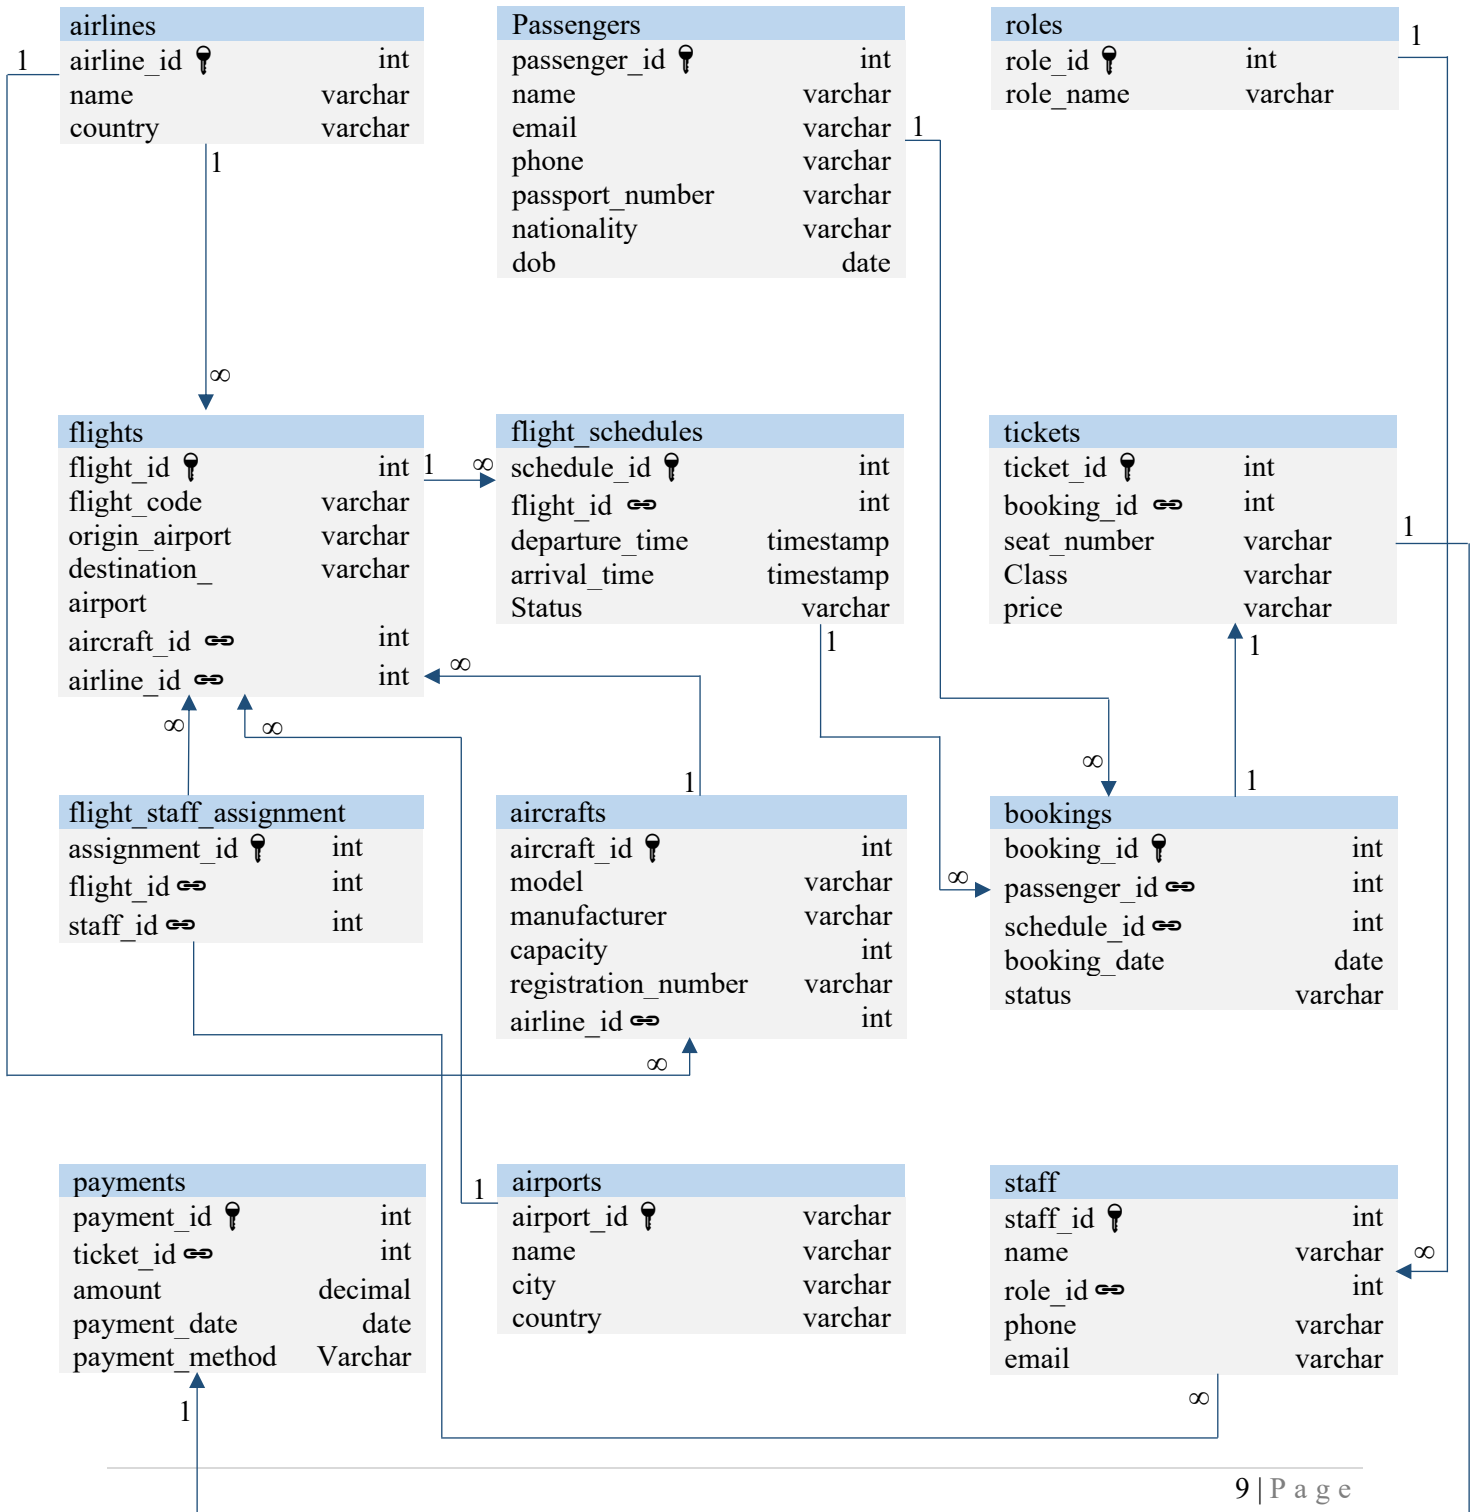 airlines
airline_id int
name varchar
country varchar
1
1
∞
Passengers
passenger_id int
name varchar
email varchar
phone varchar
passport_number varchar
nationality varchar
dob date
1
roles
role_id int
role_name varchar
1
flights
flight_id int
flight_code varchar
origin_airport varchar
destination_ varchar
airport
aircraft_id int
airline_id int
1
∞
∞
∞
∞
flight_schedules
schedule_id int
flight_id int
departure_time timestamp
arrival_time timestamp
Status varchar
1
tickets
ticket_id int
booking_id int
seat_number varchar
Class varchar
price varchar
1
1
flight_staff_assignment
assignment_id int
flight_id int
staff_id int
1
aircrafts
aircraft_id int
model varchar
manufacturer varchar
capacity int
registration_number varchar
airline_id int
∞
∞
∞
1
bookings
booking_id int
passenger_id int
schedule_id int
booking_date date
status varchar
payments
payment_id int
ticket_id int
amount decimal
payment_date date
payment_method Varchar
1
1
airports
airport_id varchar
name varchar
city varchar
country varchar
staff
staff_id int
name varchar
role_id int
phone varchar
email varchar
∞
∞
9 | Page